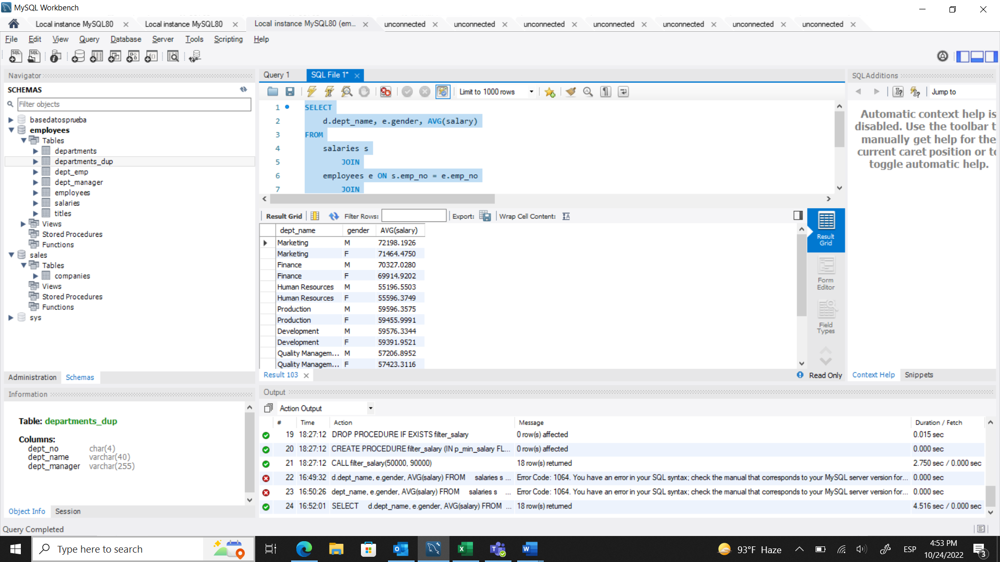 MySQL Workbench
Local instance MySQL80
Local instance MySQL80
Local instance MySQL80 (em...
unconnected
unconnected
unconnected
unconnected
unconnected
unconnected
unconnected
File Edit View Query Database Server Tools Scripting Help
Navigator
SCHEMAS
Filter objects
basedatosprueba
employees
Tables
departments
departments_dup
dept_emp
dept_manager
employees
salaries
titles
Views
Stored Procedures
Functions
sales
Tables
companies
Views
Stored Procedures
Functions
sys
Administration Schemas
Information
Table: departments_dup
Columns:
dept_no char(4)
dept_name varchar(40)
dept_manager varchar(255)
Object Info Session
Query Completed
Query 1 SQL File 1*
Limit to 1000 rows
1 SELECT
2 d.dept_name, e.gender, AVG(salary)
3 FROM
4 salaries s
5 JOIN
6 employees e ON s.emp_no = e.emp_no
7 JOIN
Result Grid Filter Rows: Export: Wrap Cell Content:
dept_name gender AVG(salary)
Marketing M 72198.1926
Marketing F 71464.4750
Finance M 70327.0280
Finance F 69914.9202
Human Resources M 55196.5503
Human Resources F 55596.3749
Production M 59596.3575
Production F 59455.9991
Development M 59576.3344
Development F 59391.9521
Quality Managem... M 57206.8952
Quality Managem... F 57423.3116
Result Grid
Form Editor
Field Types
Result 103
Read Only
SQLAdditions
Jump to
Automatic context help is
disabled. Use the toolbar t
manually get help for the
current caret position or to
toggle automatic help.
Context Help Snippets
Output
Action Output
# Time Action Message Duration / Fetch
19 18:27:12 DROP PROCEDURE IF EXISTS filter_salary 0 row(s) affected 0.015 sec
20 18:27:12 CREATE PROCEDURE filter_salary (IN p_min_salary FL... 0 row(s) affected 0.000 sec
21 18:27:12 CALL filter_salary(50000, 90000) 18 row(s) returned 2.750 sec / 0.000 sec
22 16:49:32 d.dept_name, e.gender, AVG(salary) FROM salaries s ... Error Code: 1064. You have an error in your SQL syntax; check the manual that corresponds to your MySQL server version for... 0.000 sec
23 16:50:26 dept_name, e.gender, AVG(salary) FROM salaries s ... Error Code: 1064. You have an error in your SQL syntax; check the manual that corresponds to your MySQL server version for... 0.000 sec
24 16:52:01 SELECT d.dept_name, e.gender, AVG(salary) FROM ... 18 row(s) returned 4.516 sec / 0.000 sec
Type here to search
93°F Haze
ESP
4:53 PM
10/24/2022
3